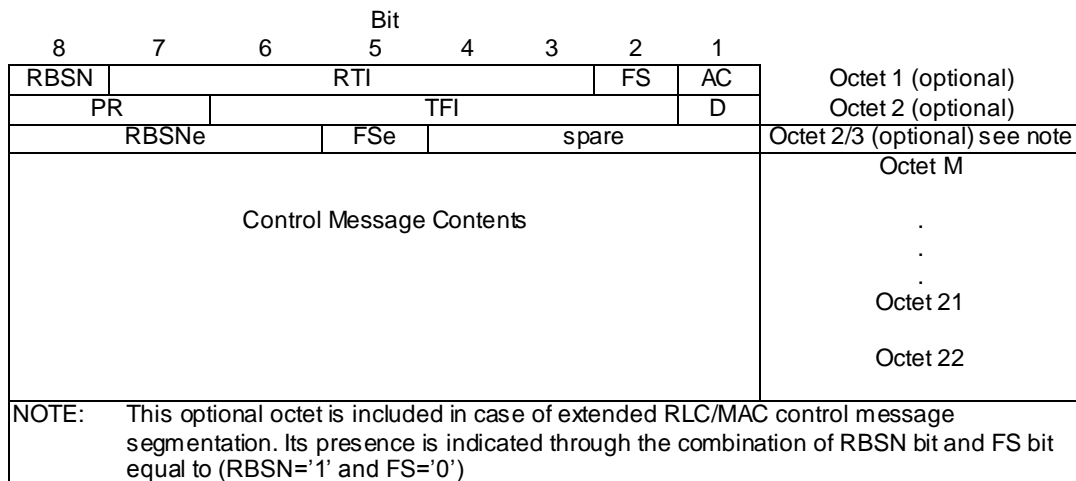 Bit
8 7 6 5 4 3 2 1
RBSN RTI FS AC Octet 1 (optional)
PR TFI D Octet 2 (optional)
RBSNe FSe spare Octet 2/3 (optional) see note
Octet M
Control Message Contents .
.
.
Octet 21
Octet 22
NOTE: This optional octet is included in case of extended RLC/MAC control message
segmentation. Its presence is indicated through the combination of RBSN bit and FS bit
equal to (RBSN='1' and FS='0')